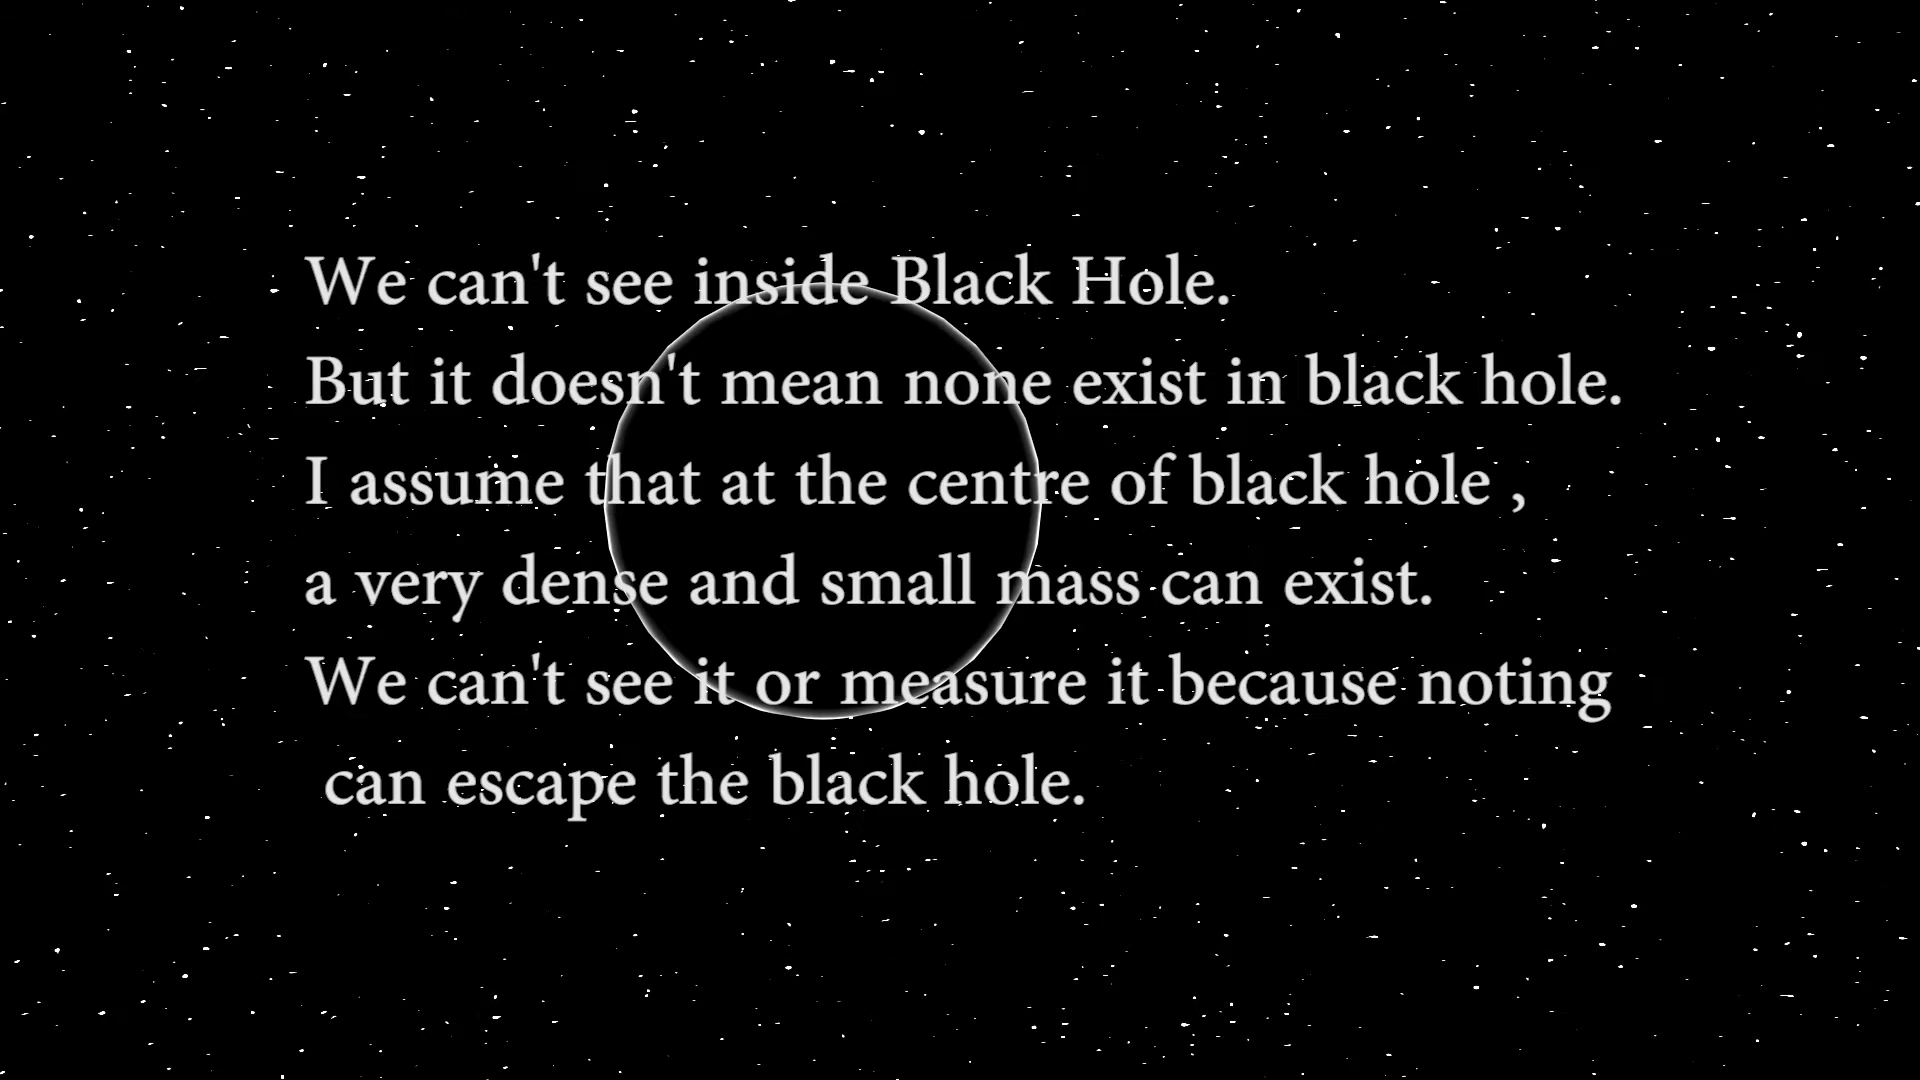 We can't see inside Black Hole.
But it doesn't mean none exist in black hole.
I assume that at the centre of black hole ,
a very dense and small mass can exist.
We can't see it or measure it because noting
can escape the black hole.